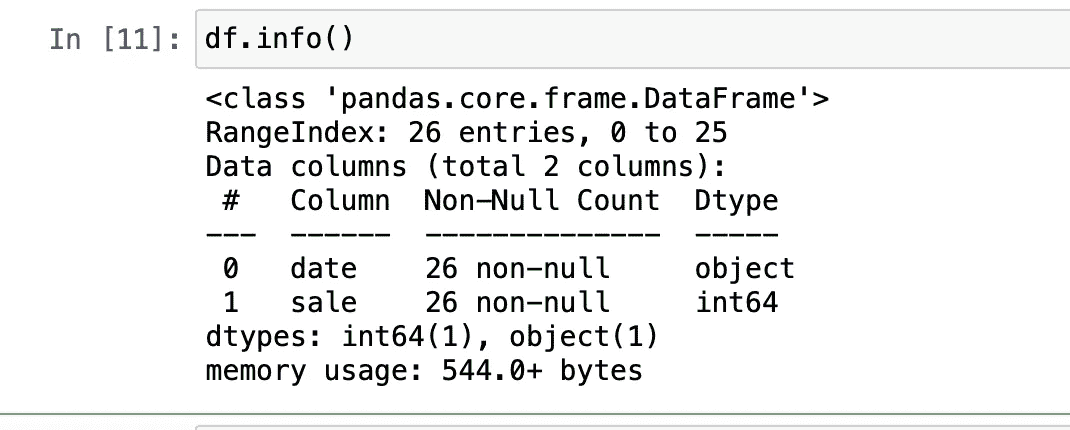 In [11]: df.info()
<class 'pandas.core.frame.DataFrame'>
RangeIndex: 26 entries, 0 to 25
Data columns (total 2 columns):
 #   Column  Non-Null Count  Dtype
---  ------  --------------  -----
 0   date    26 non-null     object
 1   sale    26 non-null     int64
dtypes: int64(1), object(1)
memory usage: 544.0+ bytes